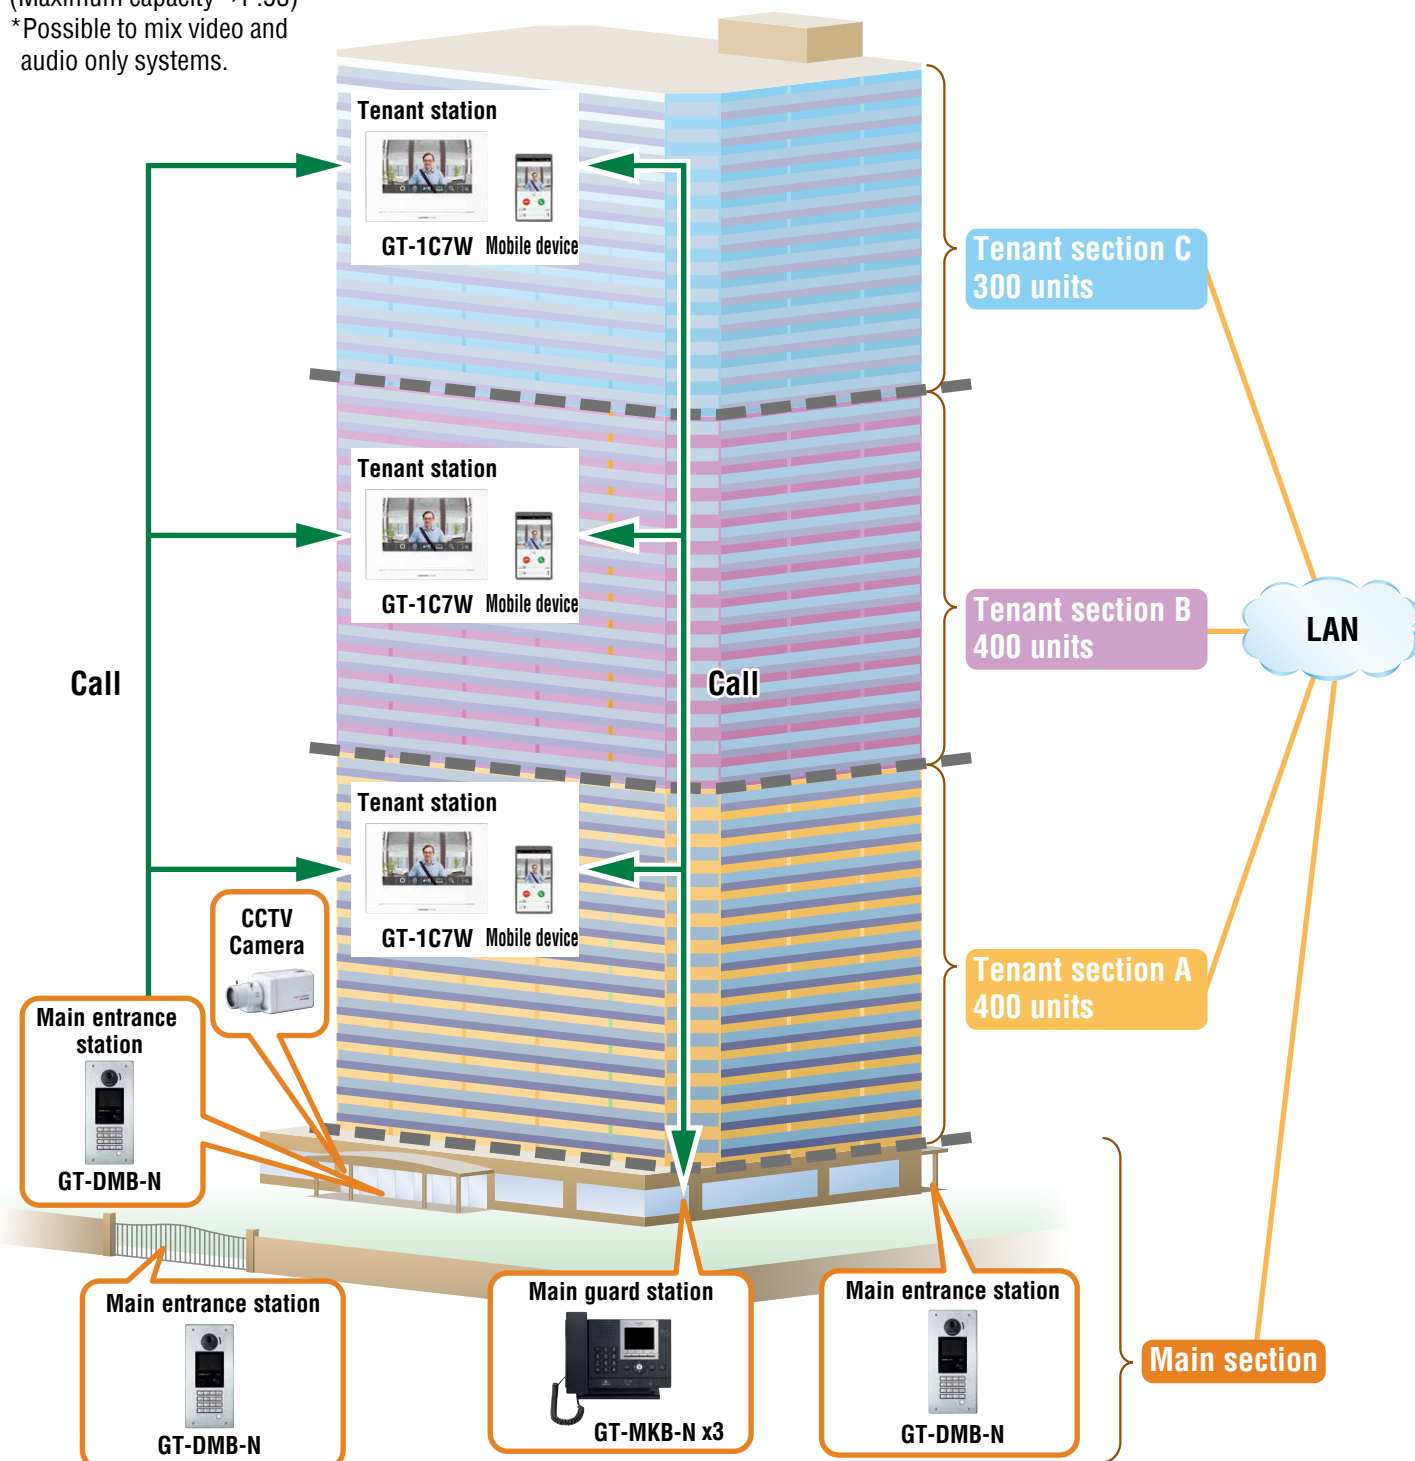 *Possible to mix video and
audio only systems.
Tenant station
GT-1C7W Mobile device
Tenant section C
300 units
Tenant station
GT-1C7W Mobile device
Tenant section B
400 units
LAN
Call
Call
Tenant station
GT-1C7W Mobile device
CCTV
Camera
Tenant section A
400 units
Main entrance
station
GT-DMB-N
Main entrance station
GT-DMB-N
Main guard station
GT-MKB-N x3
Main entrance station
GT-DMB-N
Main section